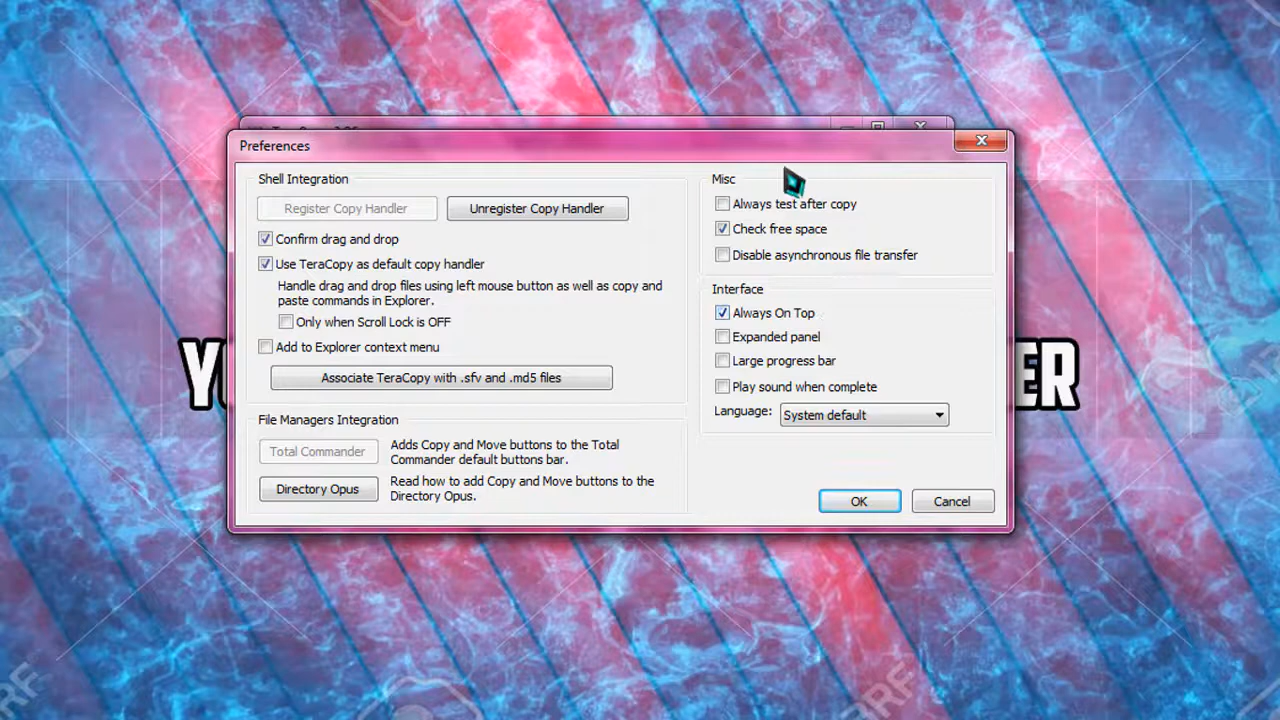 Preferences
Shell Integration
Register Copy Handler
Unregister Copy Handler
Confirm drag and drop
Use TeraCopy as default copy handler
Handle drag and drop files using left mouse button as well as copy and
paste commands in Explorer.
Only when Scroll Lock is OFF
Add to Explorer context menu
Associate TeraCopy with .sfv and .md5 files
File Managers Integration
Total Commander
Adds Copy and Move buttons to the Total
Commander default buttons bar.
Directory Opus
Read how to add Copy and Move buttons to the
Directory Opus.
Misc
Always test after copy
Check free space
Disable asynchronous file transfer
Interface
Always On Top
Expanded panel
Large progress bar
Play sound when complete
Language:
System default
OK
Cancel